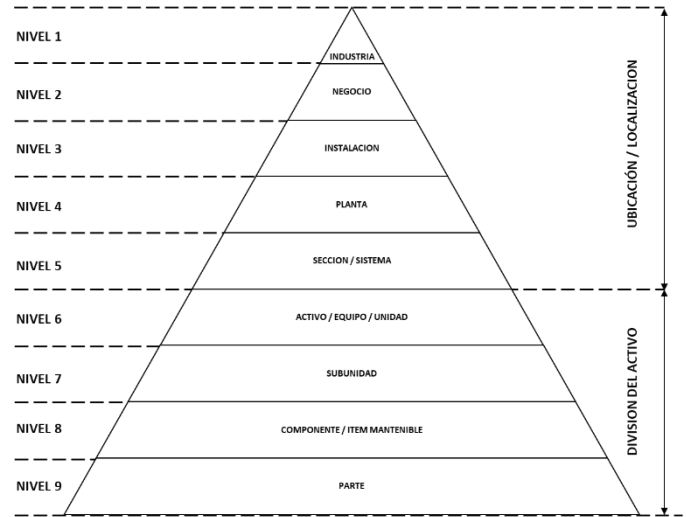 NIVEL 1
INDUSTRIA
NIVEL 2
NEGOCIO
NIVEL 3
INSTALACION
NIVEL 4
PLANTA
NIVEL 5
SECCION / SISTEMA
UBICACIÓN / LOCALIZACION
NIVEL 6
ACTIVO / EQUIPO / UNIDAD
NIVEL 7
SUBUNIDAD
NIVEL 8
COMPONENTE / ITEM MANTENIBLE
NIVEL 9
PARTE
DIVISION DEL ACTIVO